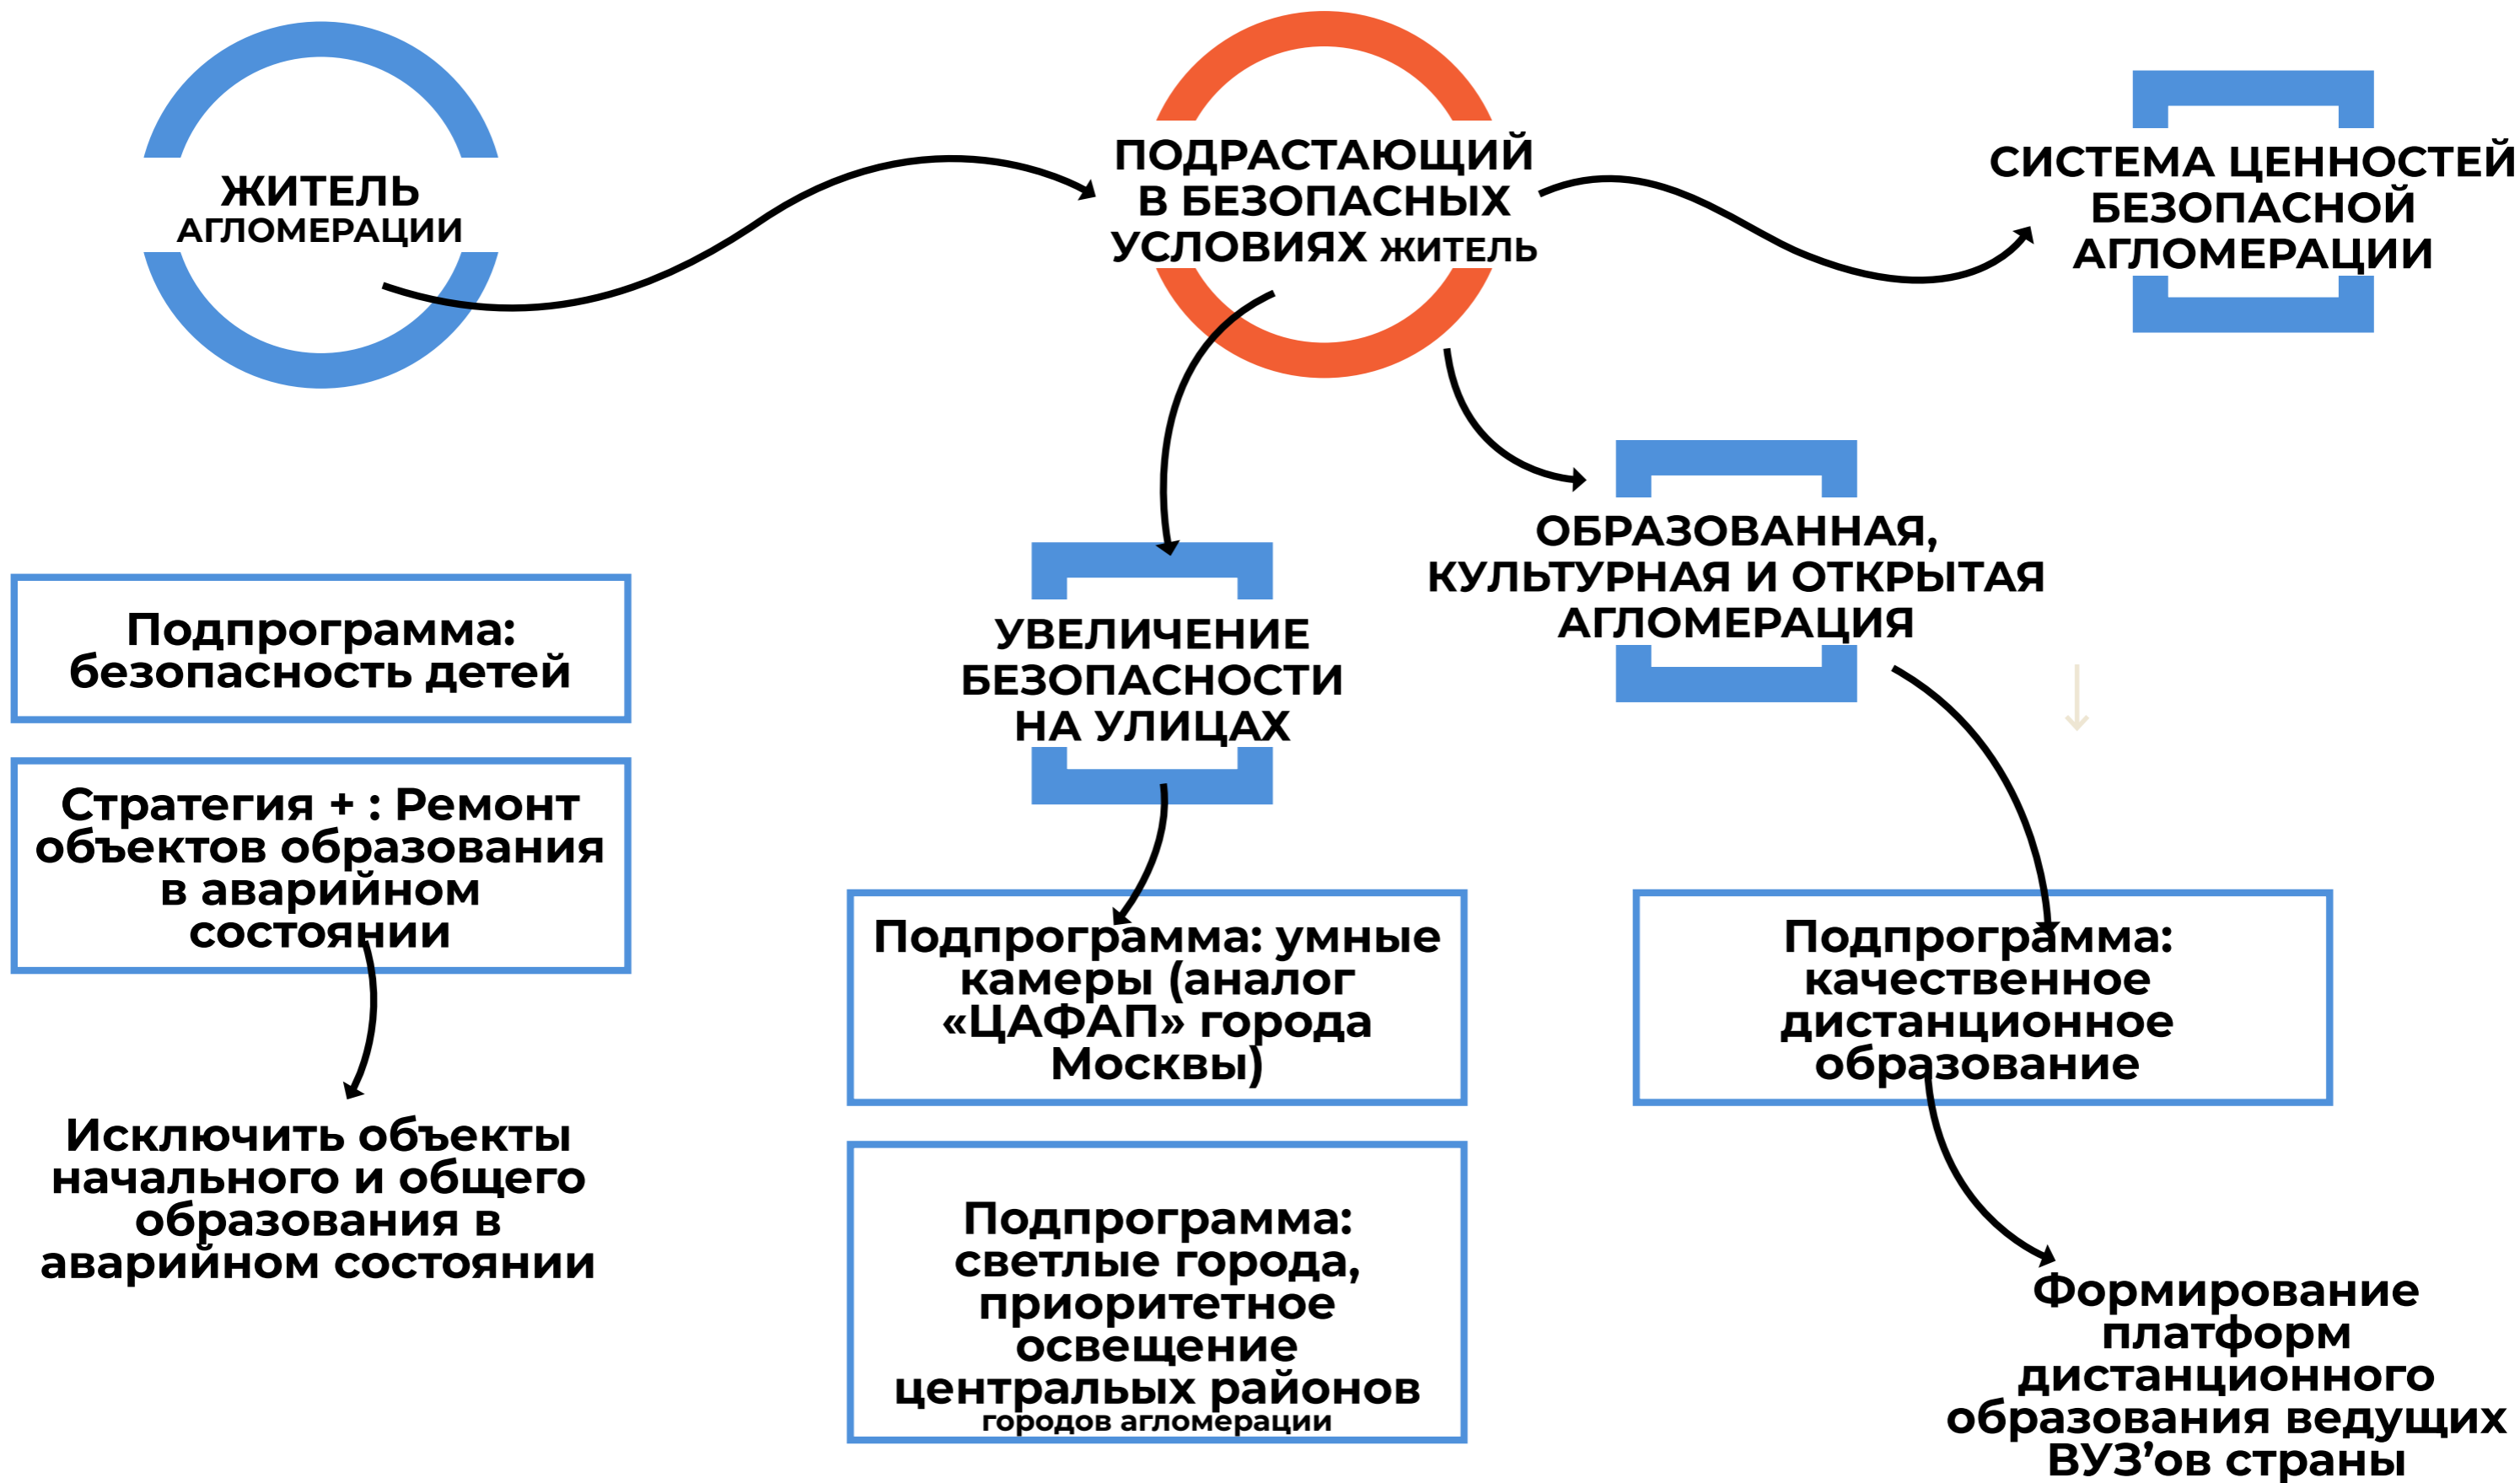 ЖИТЕЛЬ
АГЛОМЕРАЦИИ
ПОДРАСТАЮЩИЙ
В БЕЗОПАСНЫХ
УСЛОВИЯХ ЖИТЕЛЬ
СИСТЕМА ЦЕННОСТЕЙ
БЕЗОПАСНОЙ
АГЛОМЕРАЦИИ
ОБРАЗОВАННАЯ,
КУЛЬТУРНАЯ И ОТКРЫТАЯ
АГЛОМЕРАЦИЯ
УВЕЛИЧЕНИЕ
БЕЗОПАСНОСТИ
НА УЛИЦАХ
Подпрограмма:
безопасность детей
Стратегия + : Ремонт
объектов образования
в аварийном
состоянии
Исключить объекты
начального и общего
образования в
аварийном состоянии
Подпрограмма: умные
камеры (аналог
«ЦАФАП» города
Москвы)
Подпрограмма:
светлые города,
приоритетное
освещение
централььх районов
городов агломерации
Подпрограмма:
качественное
дистанционное
образование
Формирование
платформ
дистанционного
образования ведущих
ВУЗ’ов страны